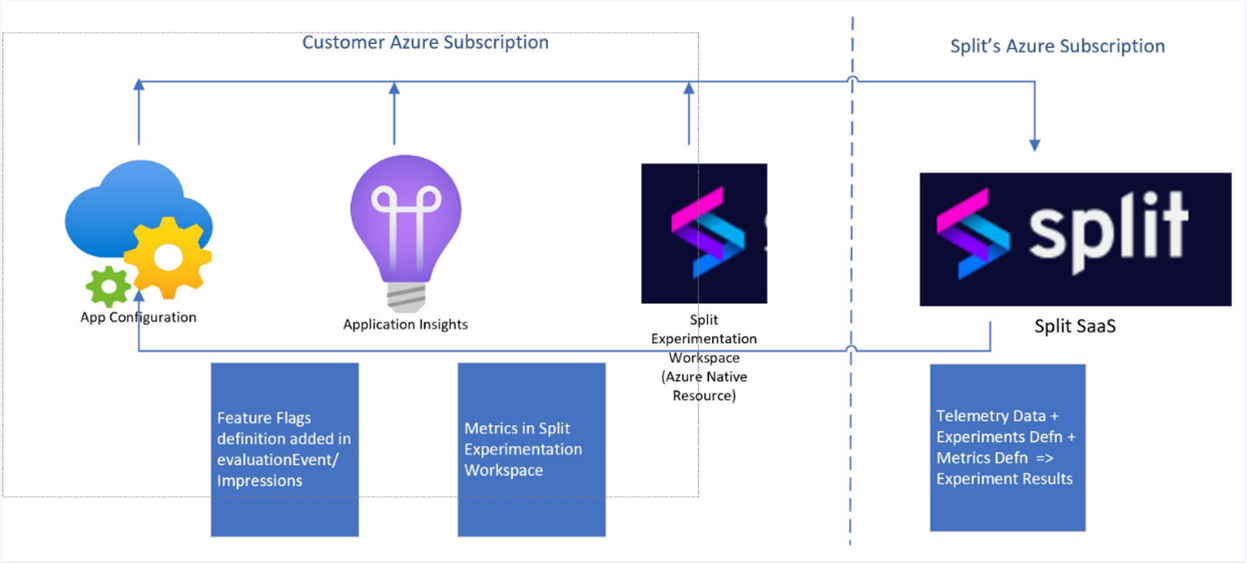 Customer Azure Subscription
Split's Azure Subscription
split
App Configuration
Application Insights
Split
Experimentation
Workspace
(Azure Native
Resource)
Split SaaS
Feature Flags
definition added in
evaluationEvent/
Impressions
Metrics in Split
Experimentation
Workspace
Telemetry Data +
Experiments Defn +
Metrics Defn =>
Experiment Results